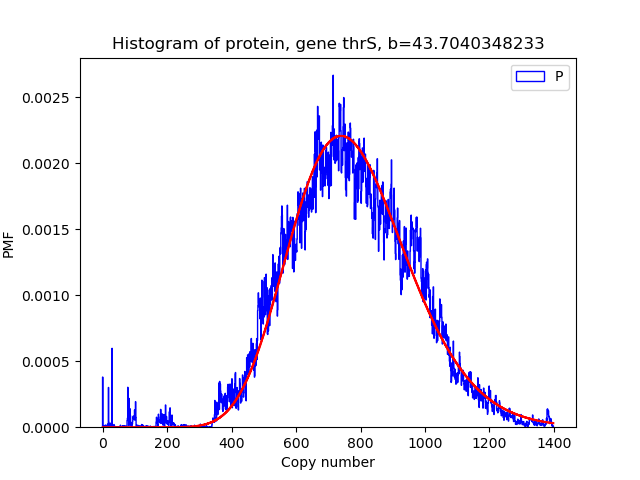 Histogram of protein, gene thrS, b=43.7040348233
P
PMF
0.0025
0.0020
0.0015
0.0010
0.0005
0.0000
0 200 400 600 800 1000 1200 1400
Copy number